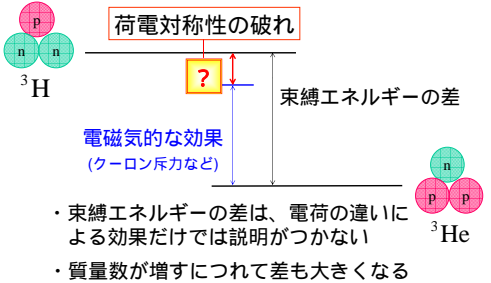 荷電対称性の破れ
p
n n
³H
?
束縛エネルギーの差
電磁気的な効果
(クーロン斥力など)
n
p p
³He
・束縛エネルギーの差は、電荷の違いに
よる効果だけでは説明がつかない
・質量数が増すにつれて差も大きくなる